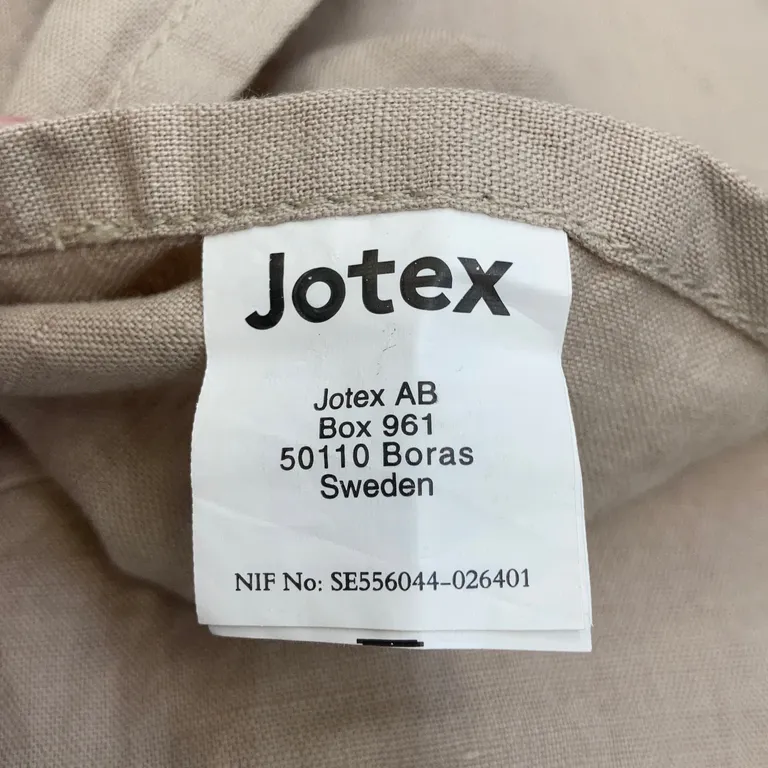 Jotex
Jotex AB
Box 961
50110 Boras
Sweden
NIF No: SE556044-026401